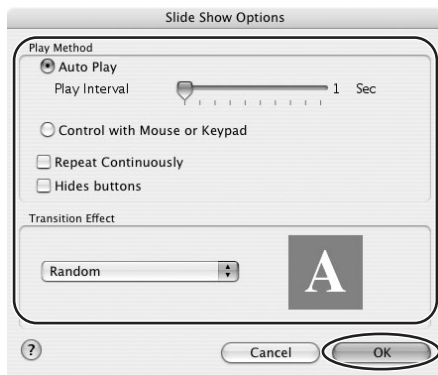 Slide Show Options
Play Method
Auto Play
Play Interval 1 Sec
Control with Mouse or Keypad
Repeat Continuously
Hides buttons
Transition Effect
Random
A
? Cancel OK